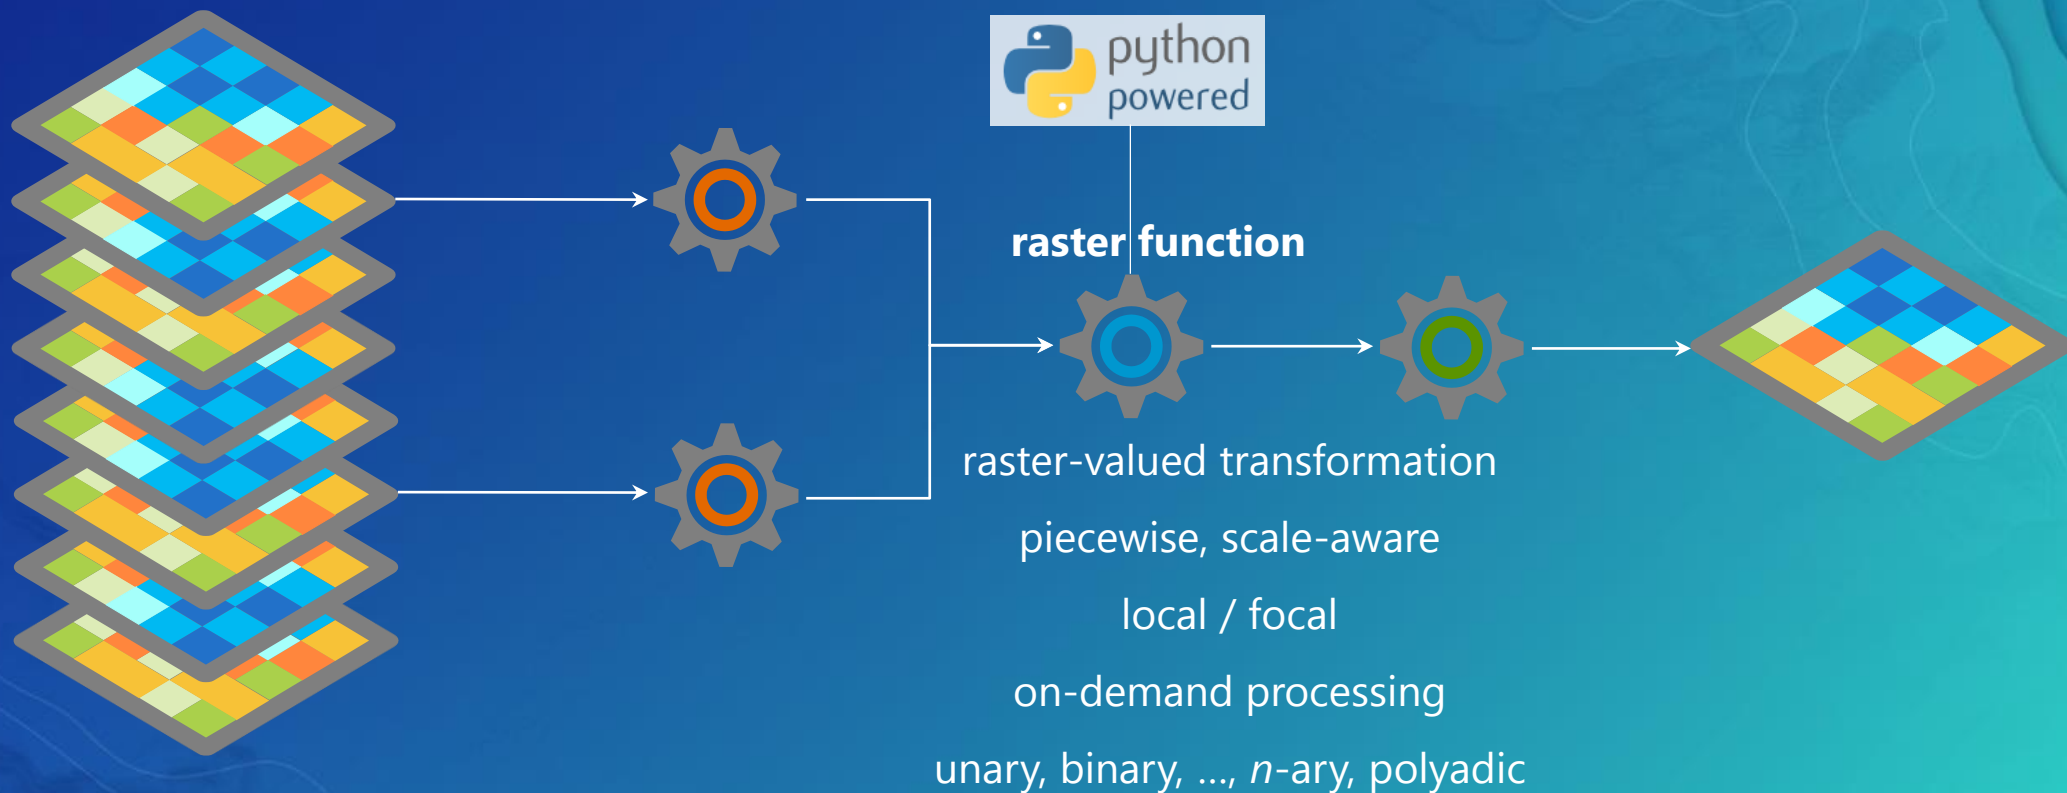 python
powered
raster function
raster-valued transformation
piecewise, scale-aware
local / focal
on-demand processing
unary, binary, ..., n-ary, polyadic